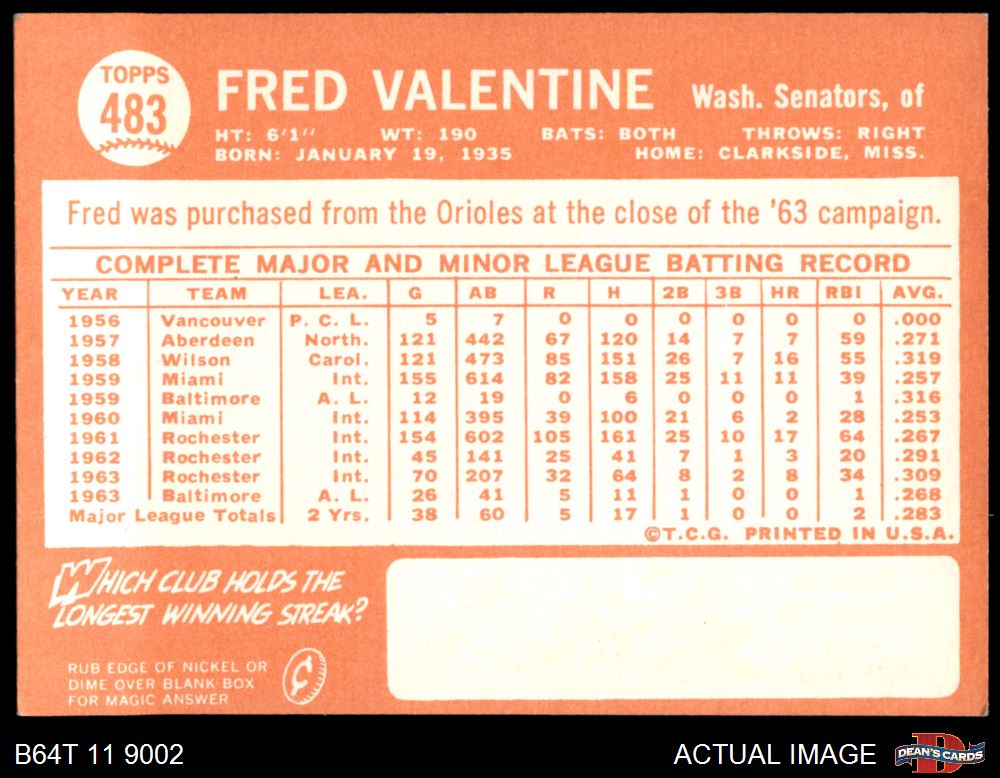 TOPPS
483
FRED VALENTINE Wash. Senators, of
HT: 6'1" WT: 190 BATS: BOTH THROWS: RIGHT
BORN: JANUARY 19, 1935 HOME: CLARKSIDE, MISS.
Fred was purchased from the Orioles at the close of the '63 campaign.
COMPLETE MAJOR AND MINOR LEAGUE BATTING RECORD
YEAR TEAM LEA. G AB R H 2B 3B HR RBI AVG.
1956 Vancouver P. C. L. 5 7 0 0 0 0 0 0 .000
1957 Aberdeen North. 121 442 67 120 14 7 7 59 .271
1958 Wilson Carol. 121 473 85 151 26 7 16 55 .319
1959 Miami Int. 155 614 82 158 25 11 11 39 .257
1959 Baltimore A. L. 12 19 0 6 0 0 0 1 .316
1960 Miami Int. 114 395 39 100 21 6 2 28 .253
1961 Rochester Int. 154 602 105 161 25 10 17 64 .267
1962 Rochester Int. 45 141 25 41 7 1 3 20 .291
1963 Rochester Int. 70 207 32 64 8 2 8 34 .309
1963 Baltimore A. L. 26 41 5 11 1 0 0 1 .268
Major League Totals 2 Yrs. 38 60 5 17 1 0 0 2 .283
©T.C.G. PRINTED IN U.S.A.
WHICH CLUB HOLDS THE
LONGEST WINNING STREAK?
RUB EDGE OF NICKEL OR
DIME OVER BLANK BOX
FOR MAGIC ANSWER
B64T 11 9002 ACTUAL IMAGE
DEAN'S CARDS